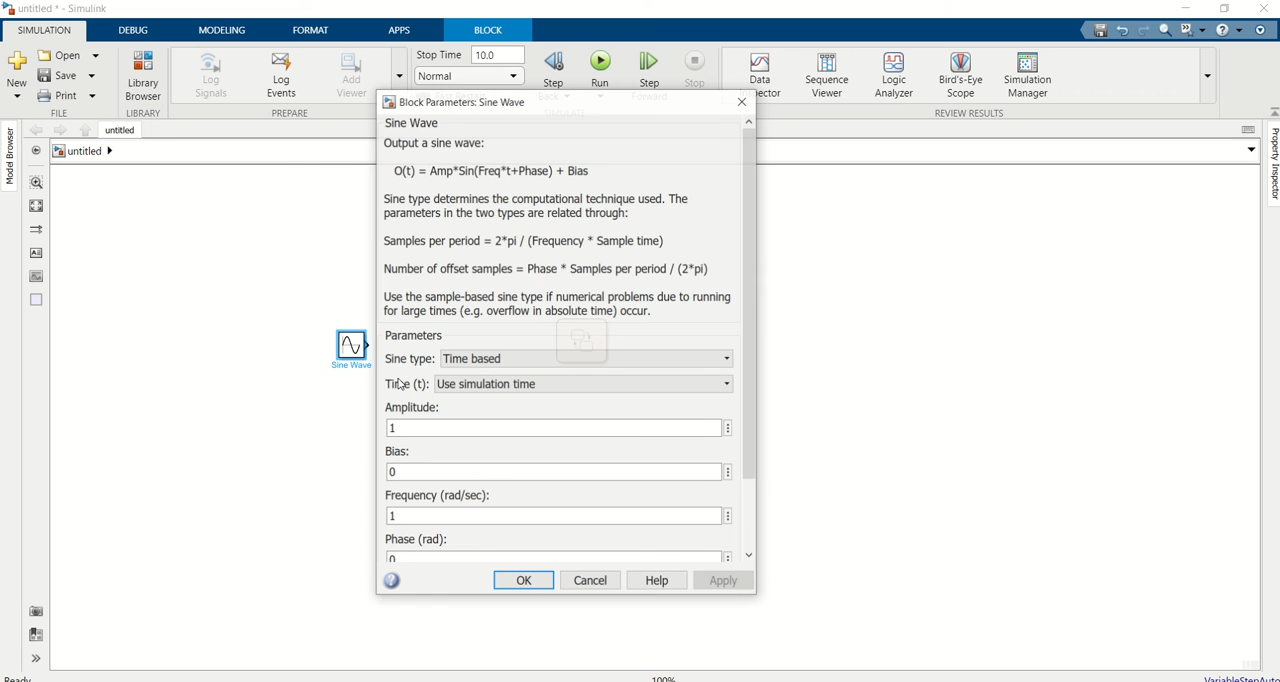 untitled * - Simulink
SIMULATION DEBUG MODELING FORMAT APPS BLOCK
New
Open
Save
Print
FILE
Library Browser
LIBRARY
Log Signals
Log Events
Add Viewer
PREPARE
Stop Time 10.0
Normal
Step Back
Run
Step Forward
Stop
Data
Sequence Viewer
Logic Analyzer
Bird's-Eye Scope
Simulation Manager
REVIEW RESULTS
Model Browser
untitled
untitled
Property Inspector
Sine Wave
Block Parameters: Sine Wave
Sine Wave
Output a sine wave:
O(t) = Amp*Sin(Freq*t+Phase) + Bias
Sine type determines the computational technique used. The
parameters in the two types are related through:
Samples per period = 2*pi / (Frequency * Sample time)
Number of offset samples = Phase * Samples per period / (2*pi)
Use the sample-based sine type if numerical problems due to running
for large times (e.g. overflow in absolute time) occur.
Parameters
Sine type: Time based
Time (t): Use simulation time
Amplitude:
1
Bias:
0
Frequency (rad/sec):
1
Phase (rad):
0
OK Cancel Help Apply
Ready 100% VariableStepAuto